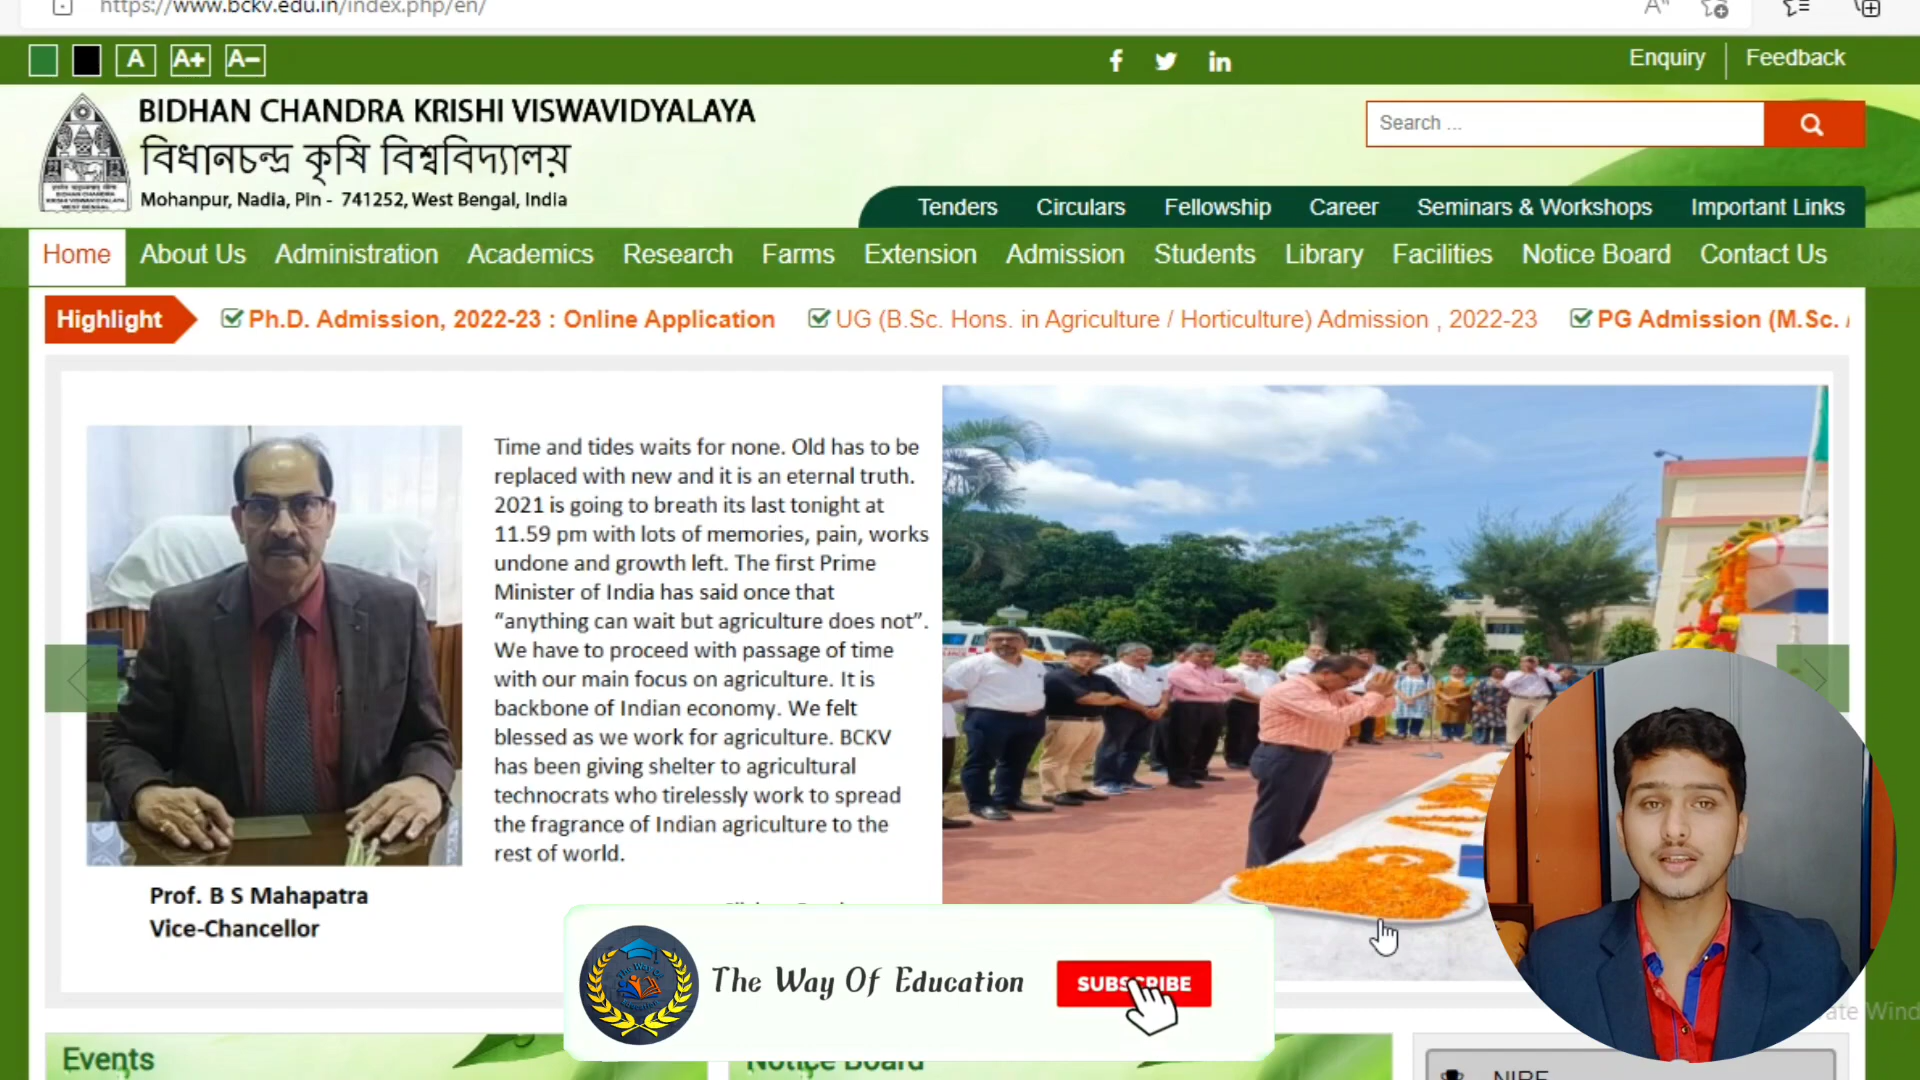 https://www.bckv.edu.in/index.php/en/
A A+ A-
Enquiry Feedback
BIDHAN CHANDRA KRISHI VISWAVIDYALAYA
বিধানচন্দ্র কৃষি বিশ্ববিদ্যালয়
Mohanpur, Nadia, PIn - 741252, West Bengal, India
Search ...
Tenders Circulars Fellowship Career Seminars & Workshops Important Links
Home About Us Administration Academics Research Farms Extension Admission Students Library Facilities Notice Board Contact Us
Highlight Ph.D. Admission, 2022-23 : Online Application UG (B.Sc. Hons. in Agriculture / Horticulture) Admission , 2022-23 PG Admission (M.Sc.
Time and tides waits for none. Old has to be
replaced with new and it is an eternal truth.
2021 is going to breath its last tonight at
11.59 pm with lots of memories, pain, works
undone and growth left. The first Prime
Minister of India has said once that
“anything can wait but agriculture does not”.
We have to proceed with passage of time
with our main focus on agriculture. It is
backbone of Indian economy. We felt
blessed as we work for agriculture. BCKV
has been giving shelter to agricultural
technocrats who tirelessly work to spread
the fragrance of Indian agriculture to the
rest of world.
Prof. B S Mahapatra
Vice-Chancellor
The Way Of Education
SUBSCRIBE
Events
Notice Board
NIRF